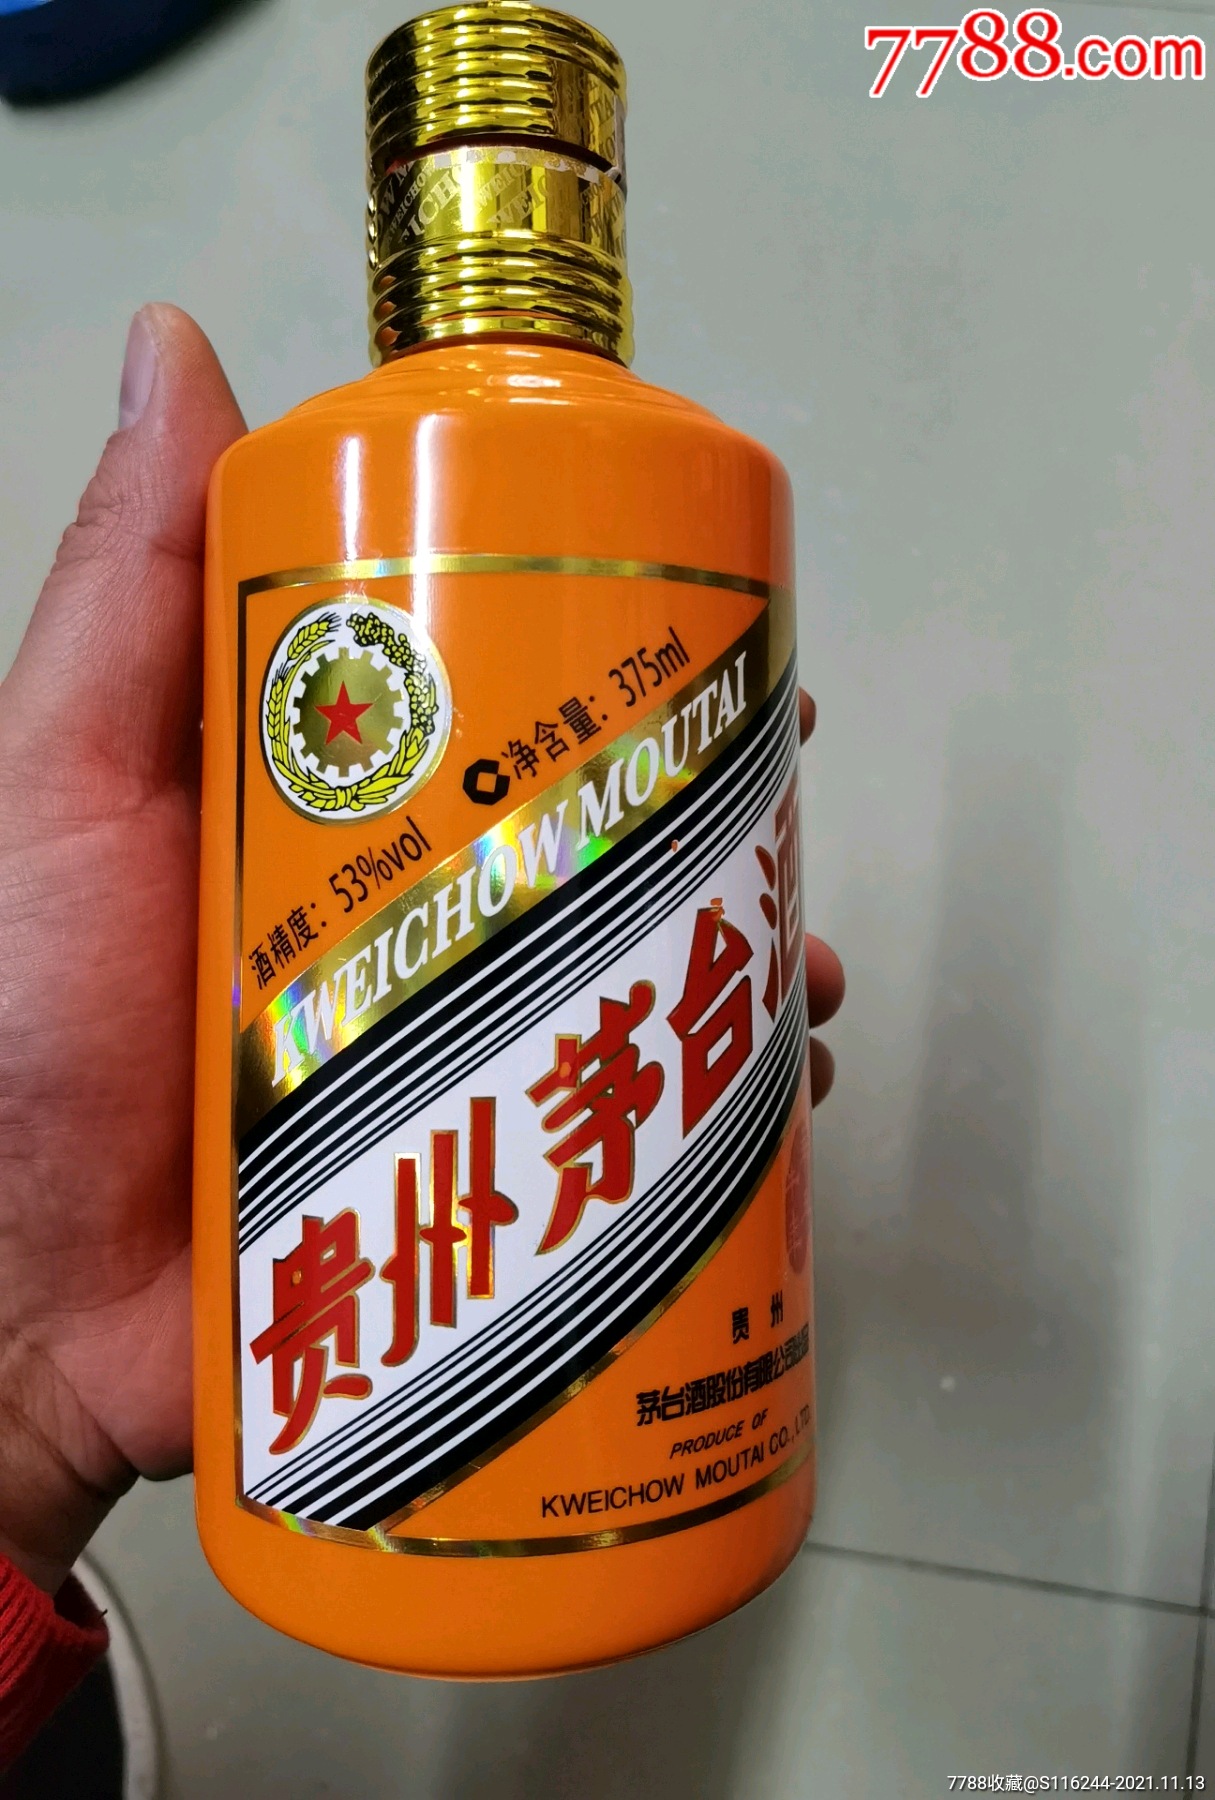 7788.com
净含量：375ml
酒精度：53%vol
KWEICHOW MOUTAI
贵州茅台酒
贵州
茅台酒股份有限公司出品
PRODUCE OF
KWEICHOW MOUTAI CO., LTD.
7788收藏@S116244-2021.11.13